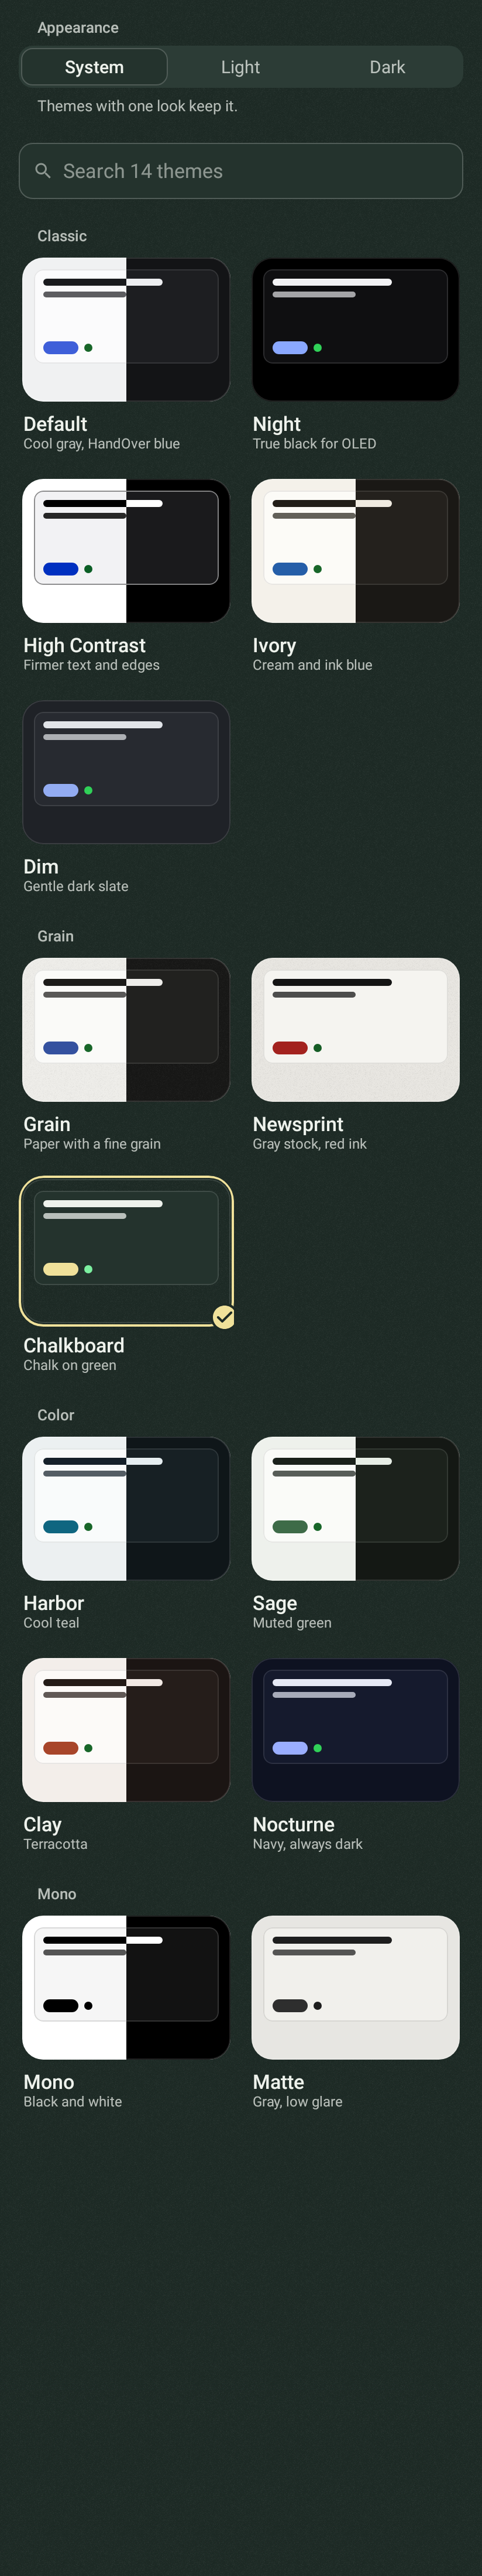 Appearance
System Light Dark
Themes with one look keep it.
Search 14 themes
Classic
Default Night
Cool gray, HandOver blue True black for OLED
High Contrast Ivory
Firmer text and edges Cream and ink blue
Dim
Gentle dark slate
Grain
Grain Newsprint
Paper with a fine grain Gray stock, red ink
Chalkboard
Chalk on green
Color
Harbor Sage
Cool teal Muted green
Clay Nocturne
Terracotta Navy, always dark
Mono
Mono Matte
Black and white Gray, low glare